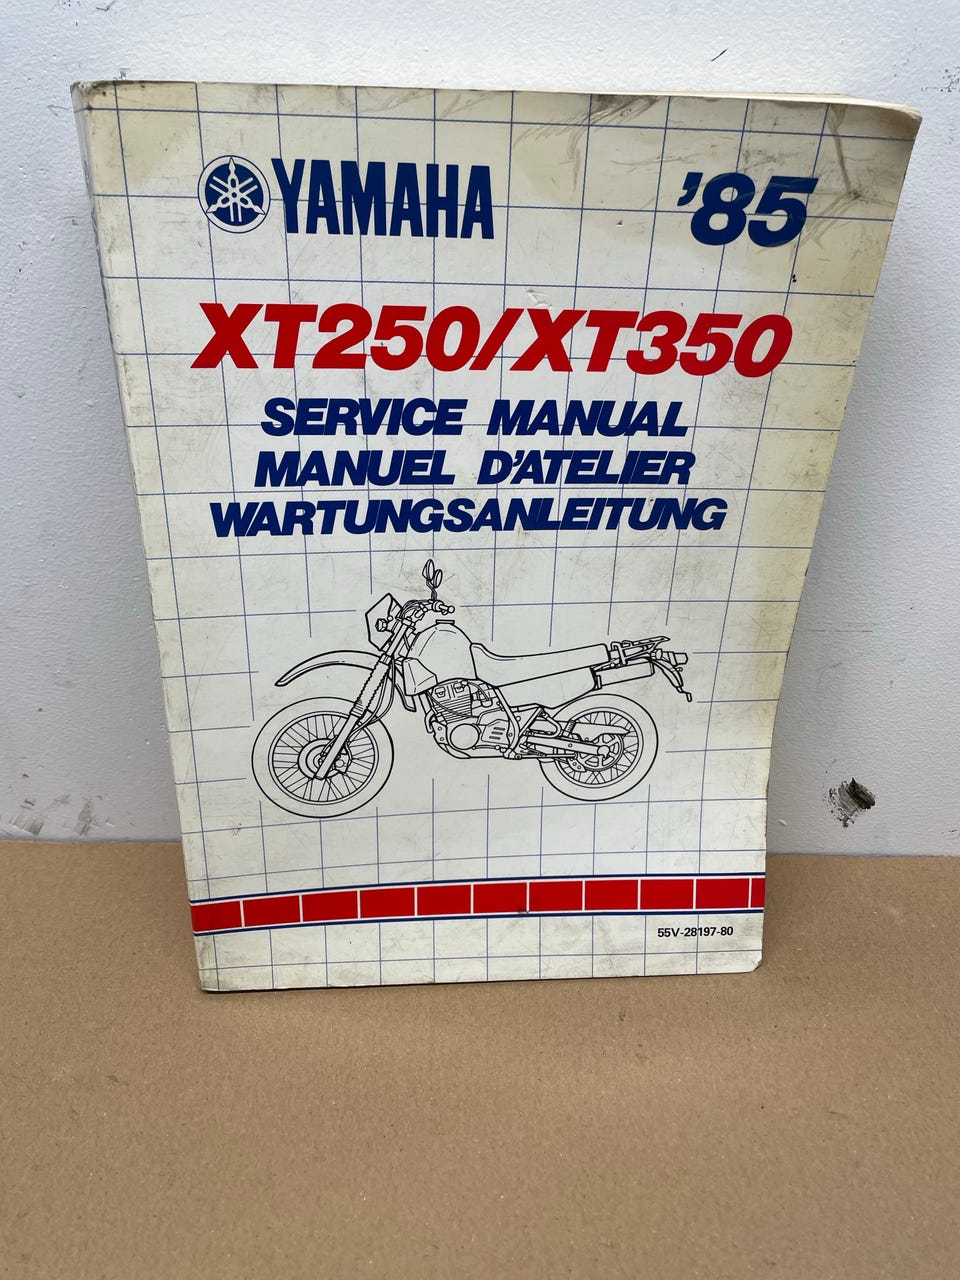 YAMAHA '85
XT250/XT350
SERVICE MANUAL
MANUEL D'ATELIER
WARTUNGSANLEITUNG
55V-28197-80